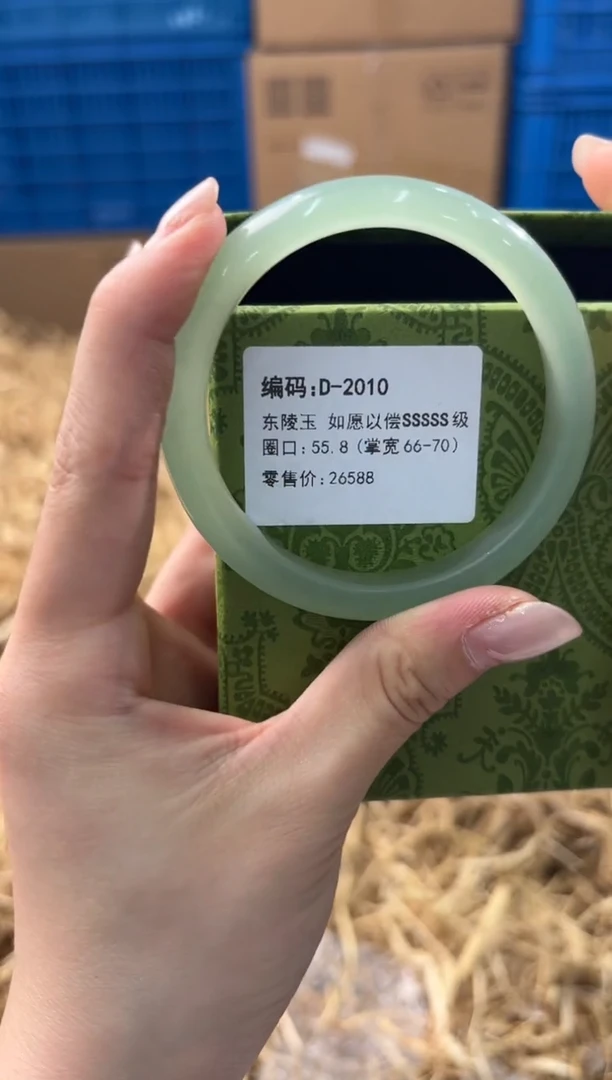 编码:D-2010
东陵玉 如愿以偿SSSSS级
圈口:55.8(掌宽66-70)
零售价:26588